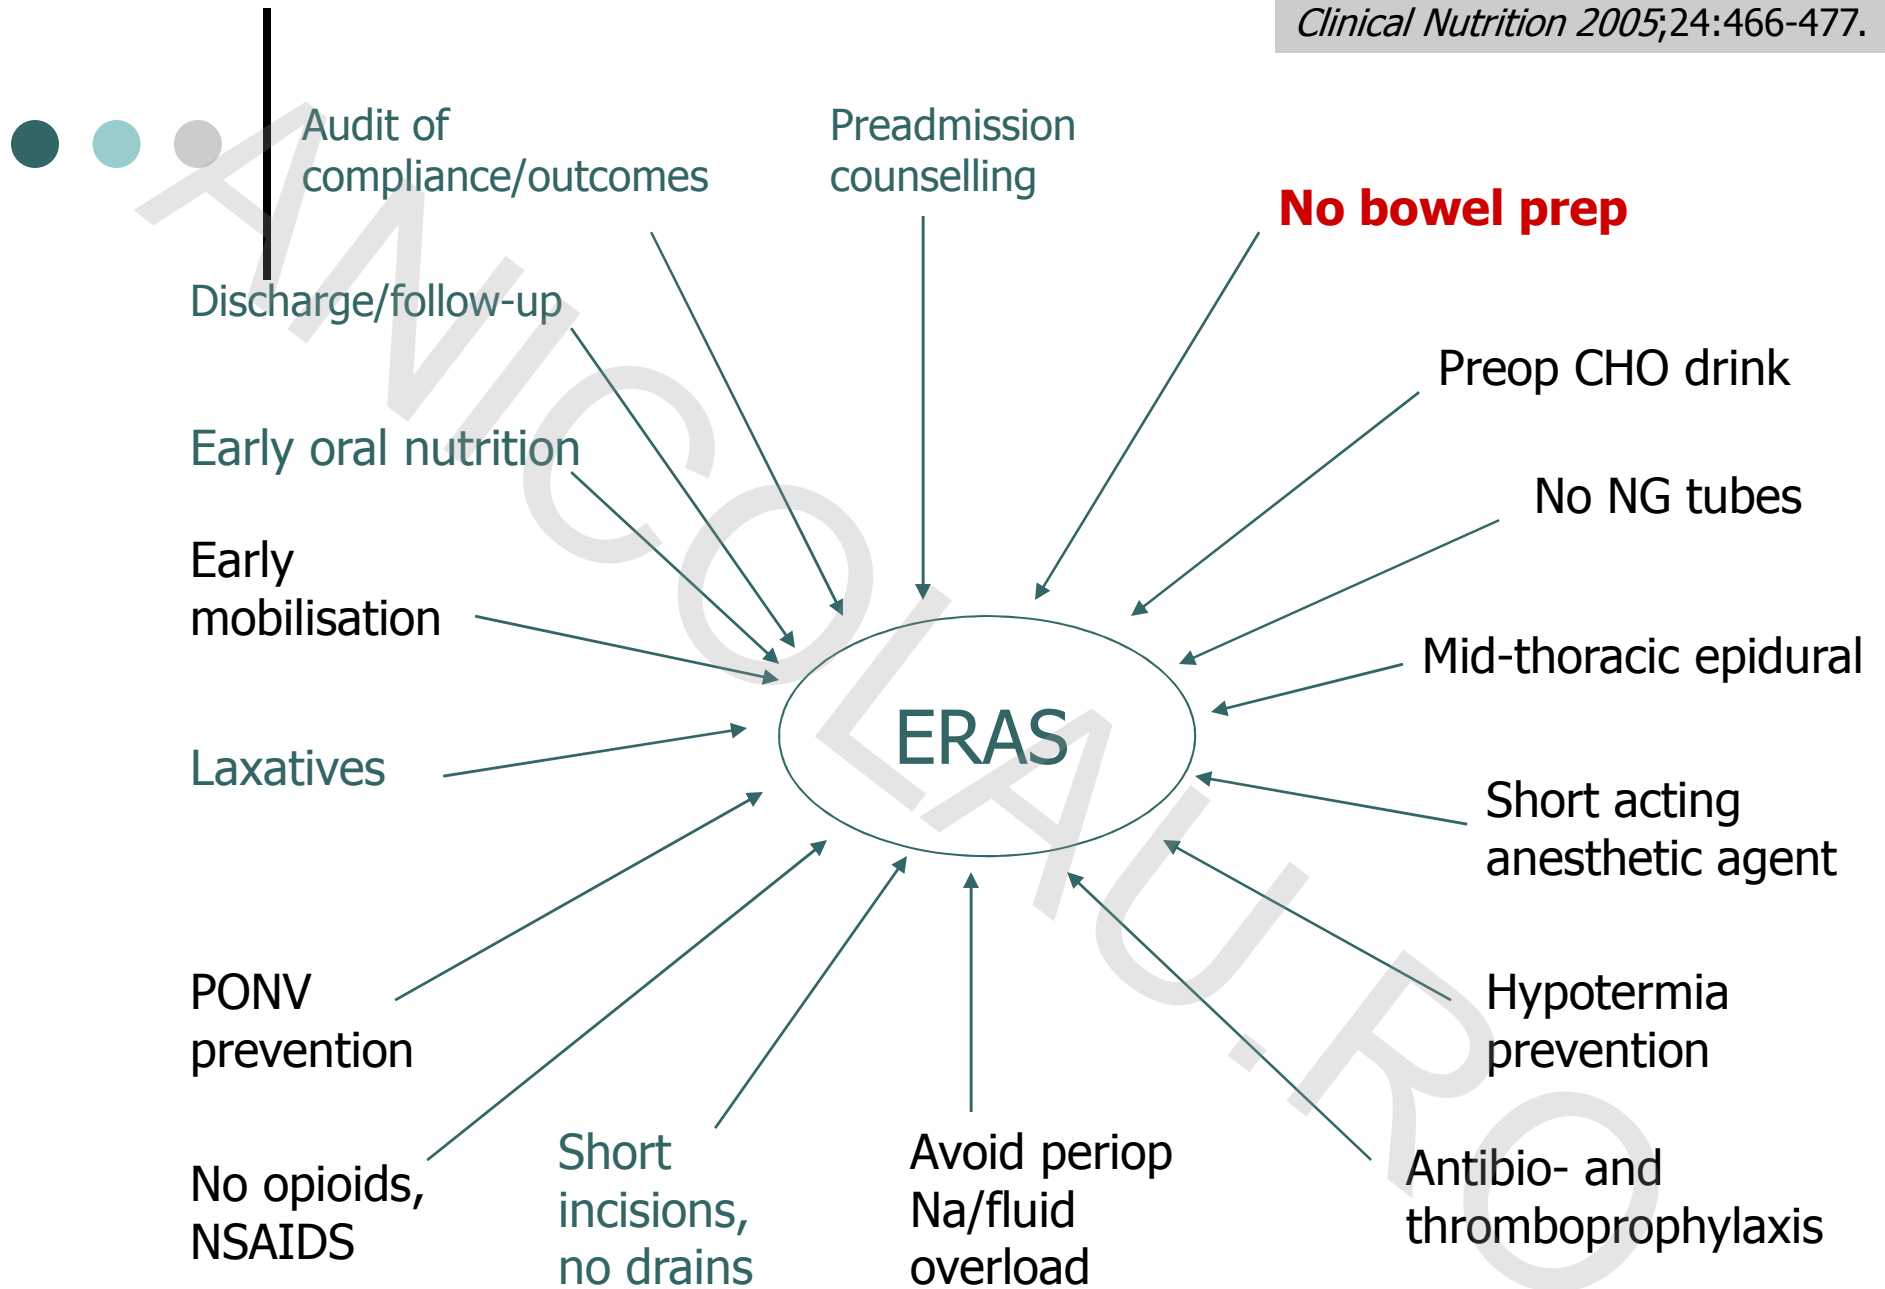 Clinical Nutrition 2005;24:466-477.
Audit of
compliance/outcomes
Preadmission
counselling
No bowel prep
Discharge/follow-up
Preop CHO drink
Early oral nutrition
No NG tubes
Early
mobilisation
Mid-thoracic epidural
ERAS
Laxatives
Short acting
anesthetic agent
PONV
prevention
Hypotermia
prevention
No opioids,
NSAIDS
Short
incisions,
no drains
Avoid periop
Na/fluid
overload
Antibio- and
thromboprophylaxis
ANICOLAU.RO